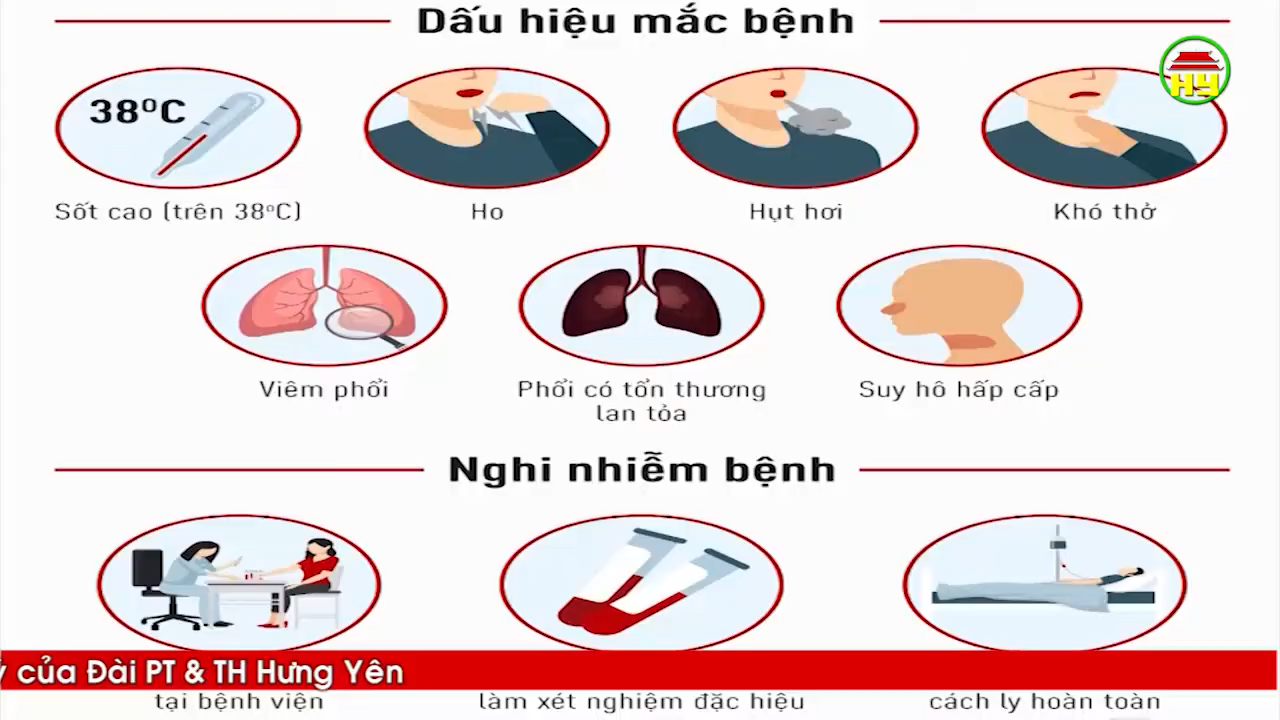 Dấu hiệu mắc bệnh
HY
38⁰C
Sốt cao (trên 38⁰C)
Ho
Hụt hơi
Khó thở
Viêm phổi
Phổi có tổn thương
lan tỏa
Suy hô hấp cấp
Nghi nhiễm bệnh
của Đài PT & TH Hưng Yên
tại bệnh viện
làm xét nghiệm đặc hiệu
cách ly hoàn toàn